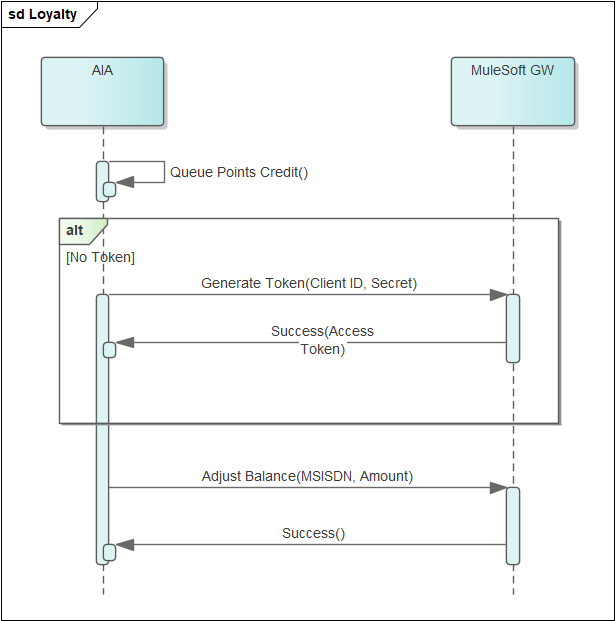 sd Loyalty
AIA
MuleSoft GW
Queue Points Credit()
alt
[No Token]
Generate Token(Client ID, Secret)
Success(Access
Token)
Adjust Balance(MSISDN, Amount)
Success()